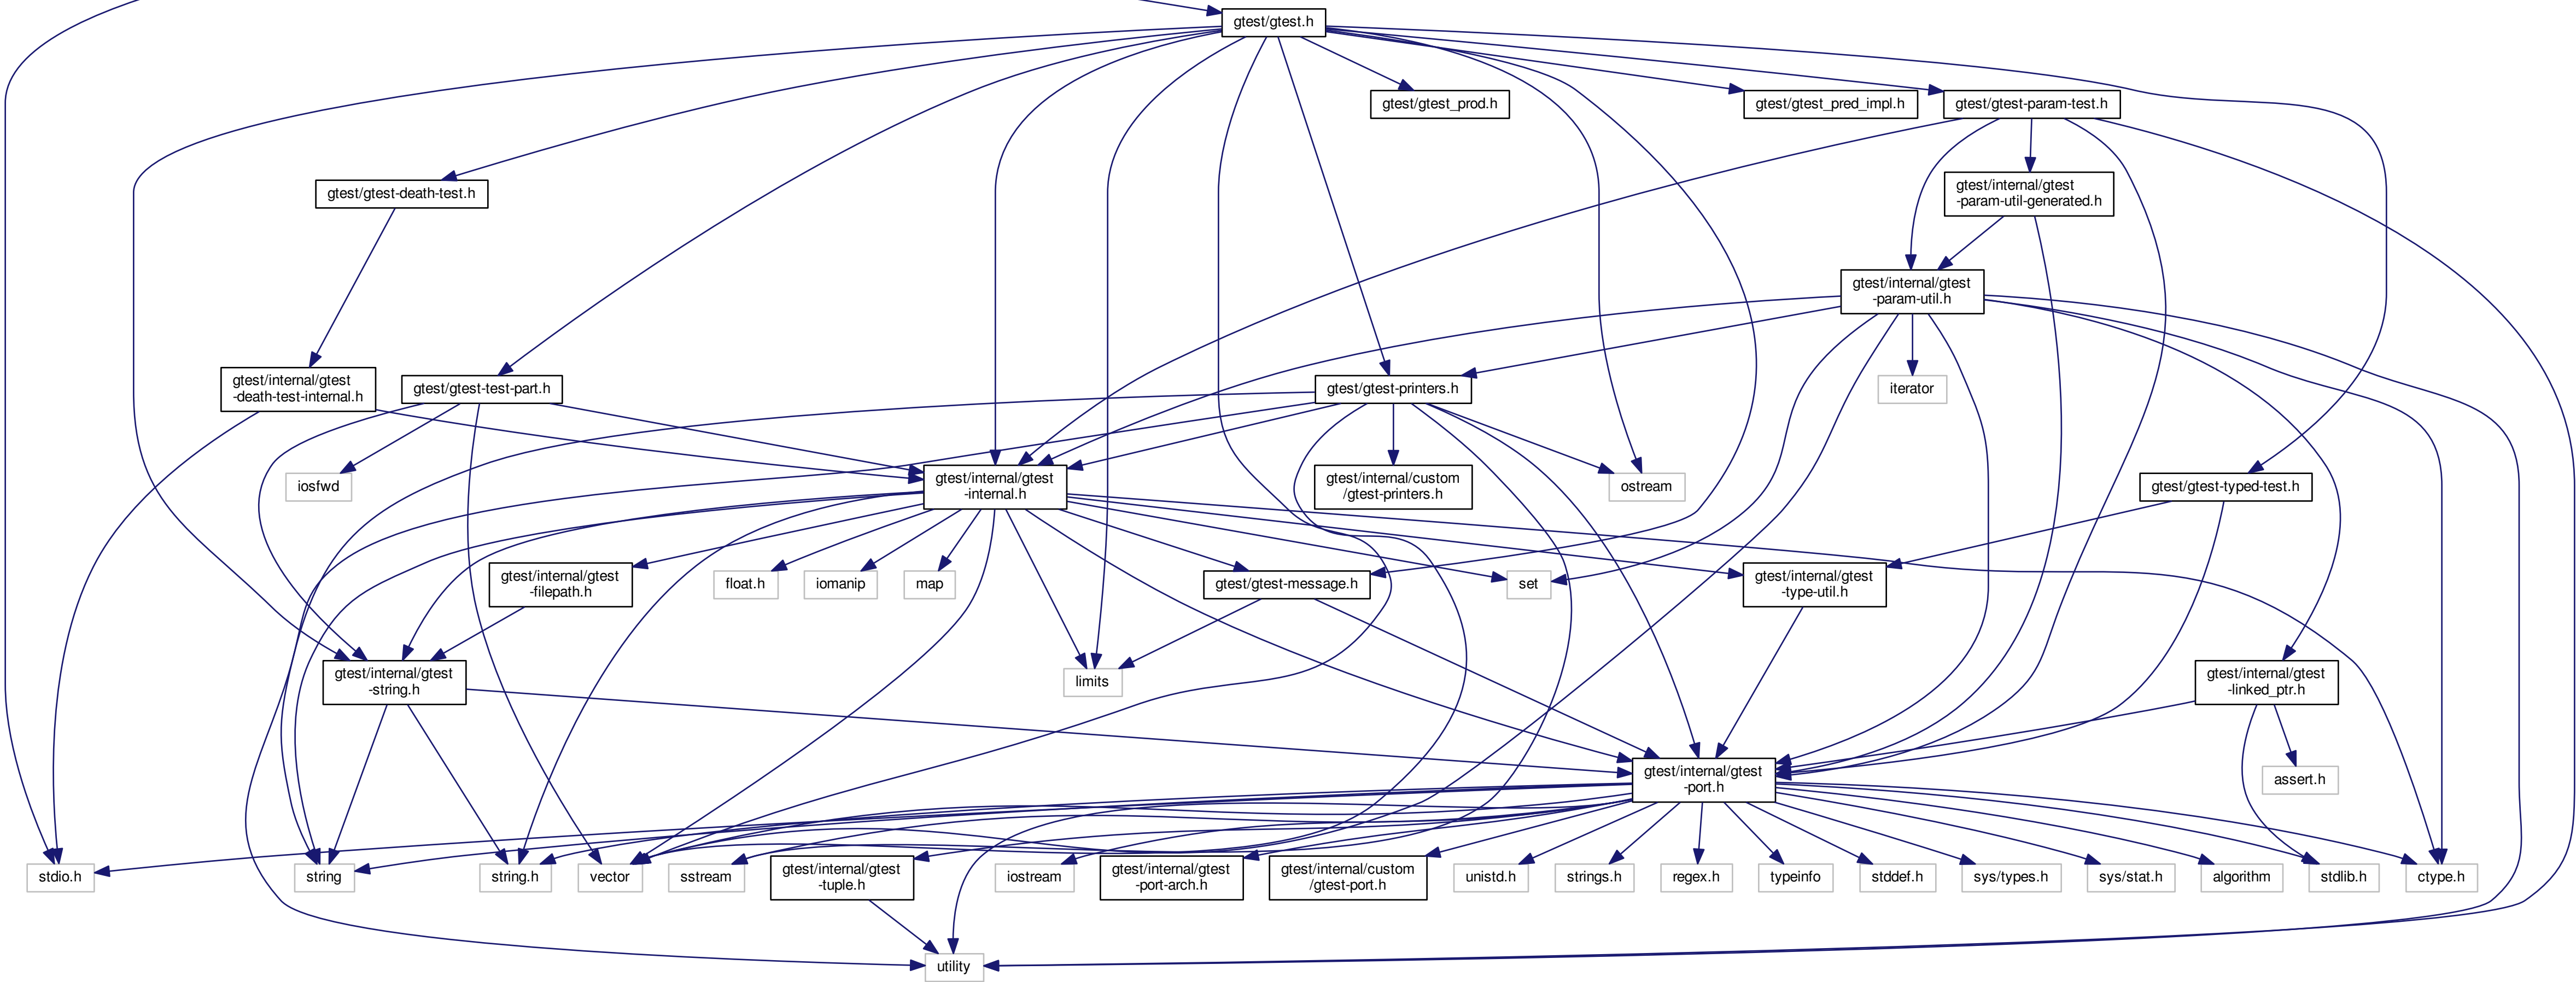 gtest/gtest.h
gtest/gtest_prod.h
gtest/gtest_pred_impl.h
gtest/gtest-param-test.h
gtest/gtest-death-test.h
gtest/internal/gtest
-param-util-generated.h
gtest/internal/gtest
-param-util.h
gtest/internal/gtest
-death-test-internal.h
gtest/gtest-test-part.h
gtest/gtest-printers.h
iterator
iosfwd
gtest/internal/gtest
-internal.h
gtest/internal/custom
/gtest-printers.h
ostream
gtest/gtest-typed-test.h
gtest/internal/gtest
-filepath.h
float.h
iomanip
map
gtest/gtest-message.h
set
gtest/internal/gtest
-type-util.h
gtest/internal/gtest
-string.h
limits
gtest/internal/gtest
-linked_ptr.h
gtest/internal/gtest
-port.h
assert.h
stdio.h
string
string.h
vector
sstream
gtest/internal/gtest
-tuple.h
iostream
gtest/internal/gtest
-port-arch.h
gtest/internal/custom
/gtest-port.h
unistd.h
strings.h
regex.h
typeinfo
stddef.h
sys/types.h
sys/stat.h
algorithm
stdlib.h
ctype.h
utility